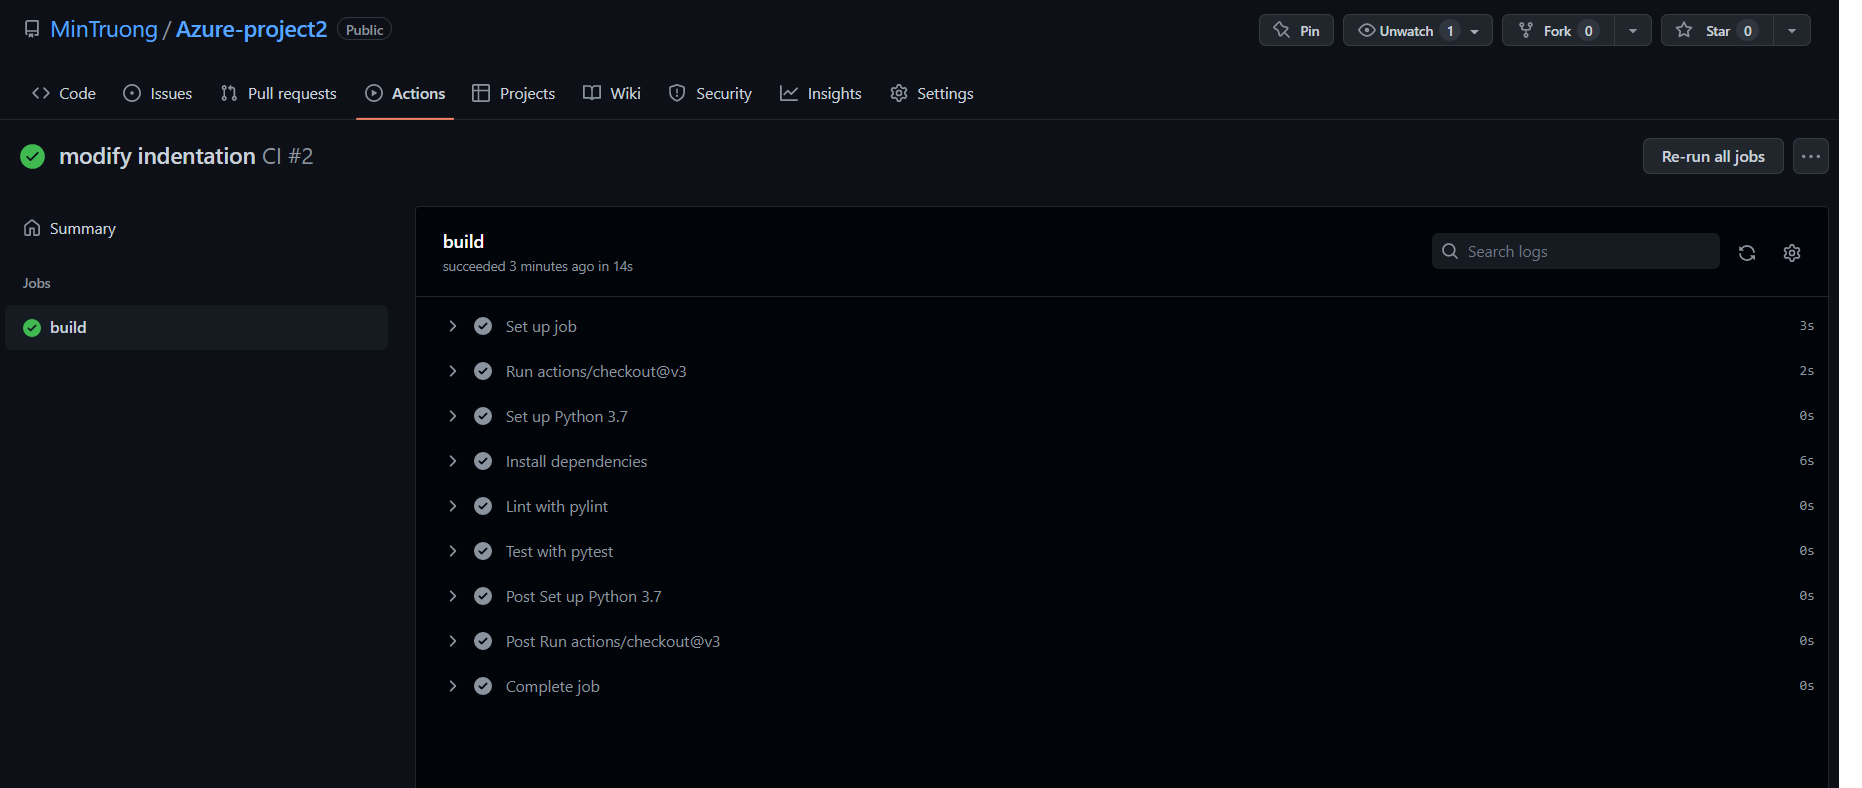 MinTruong / Azure-project2 Public
Pin Unwatch 1 Fork 0 Star 0
Code Issues Pull requests Actions Projects Wiki Security Insights Settings
modify indentation CI #2
Re-run all jobs
Summary
Jobs
build
build
succeeded 3 minutes ago in 14s
Search logs
Set up job 3s
Run actions/checkout@v3 2s
Set up Python 3.7 0s
Install dependencies 6s
Lint with pylint 0s
Test with pytest 0s
Post Set up Python 3.7 0s
Post Run actions/checkout@v3 0s
Complete job 0s